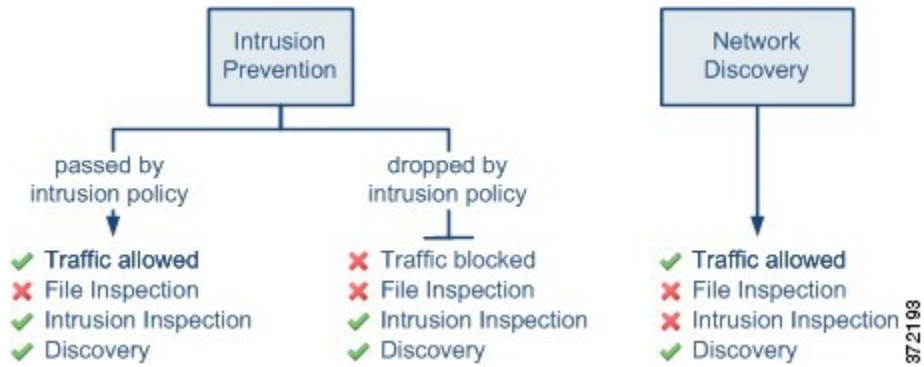 Intrusion
Prevention
passed by
intrusion policy
Traffic allowed
File Inspection
Intrusion Inspection
Discovery
dropped by
intrusion policy
Traffic blocked
File Inspection
Intrusion Inspection
Discovery
Network
Discovery
Traffic allowed
File Inspection
Intrusion Inspection
Discovery
372193